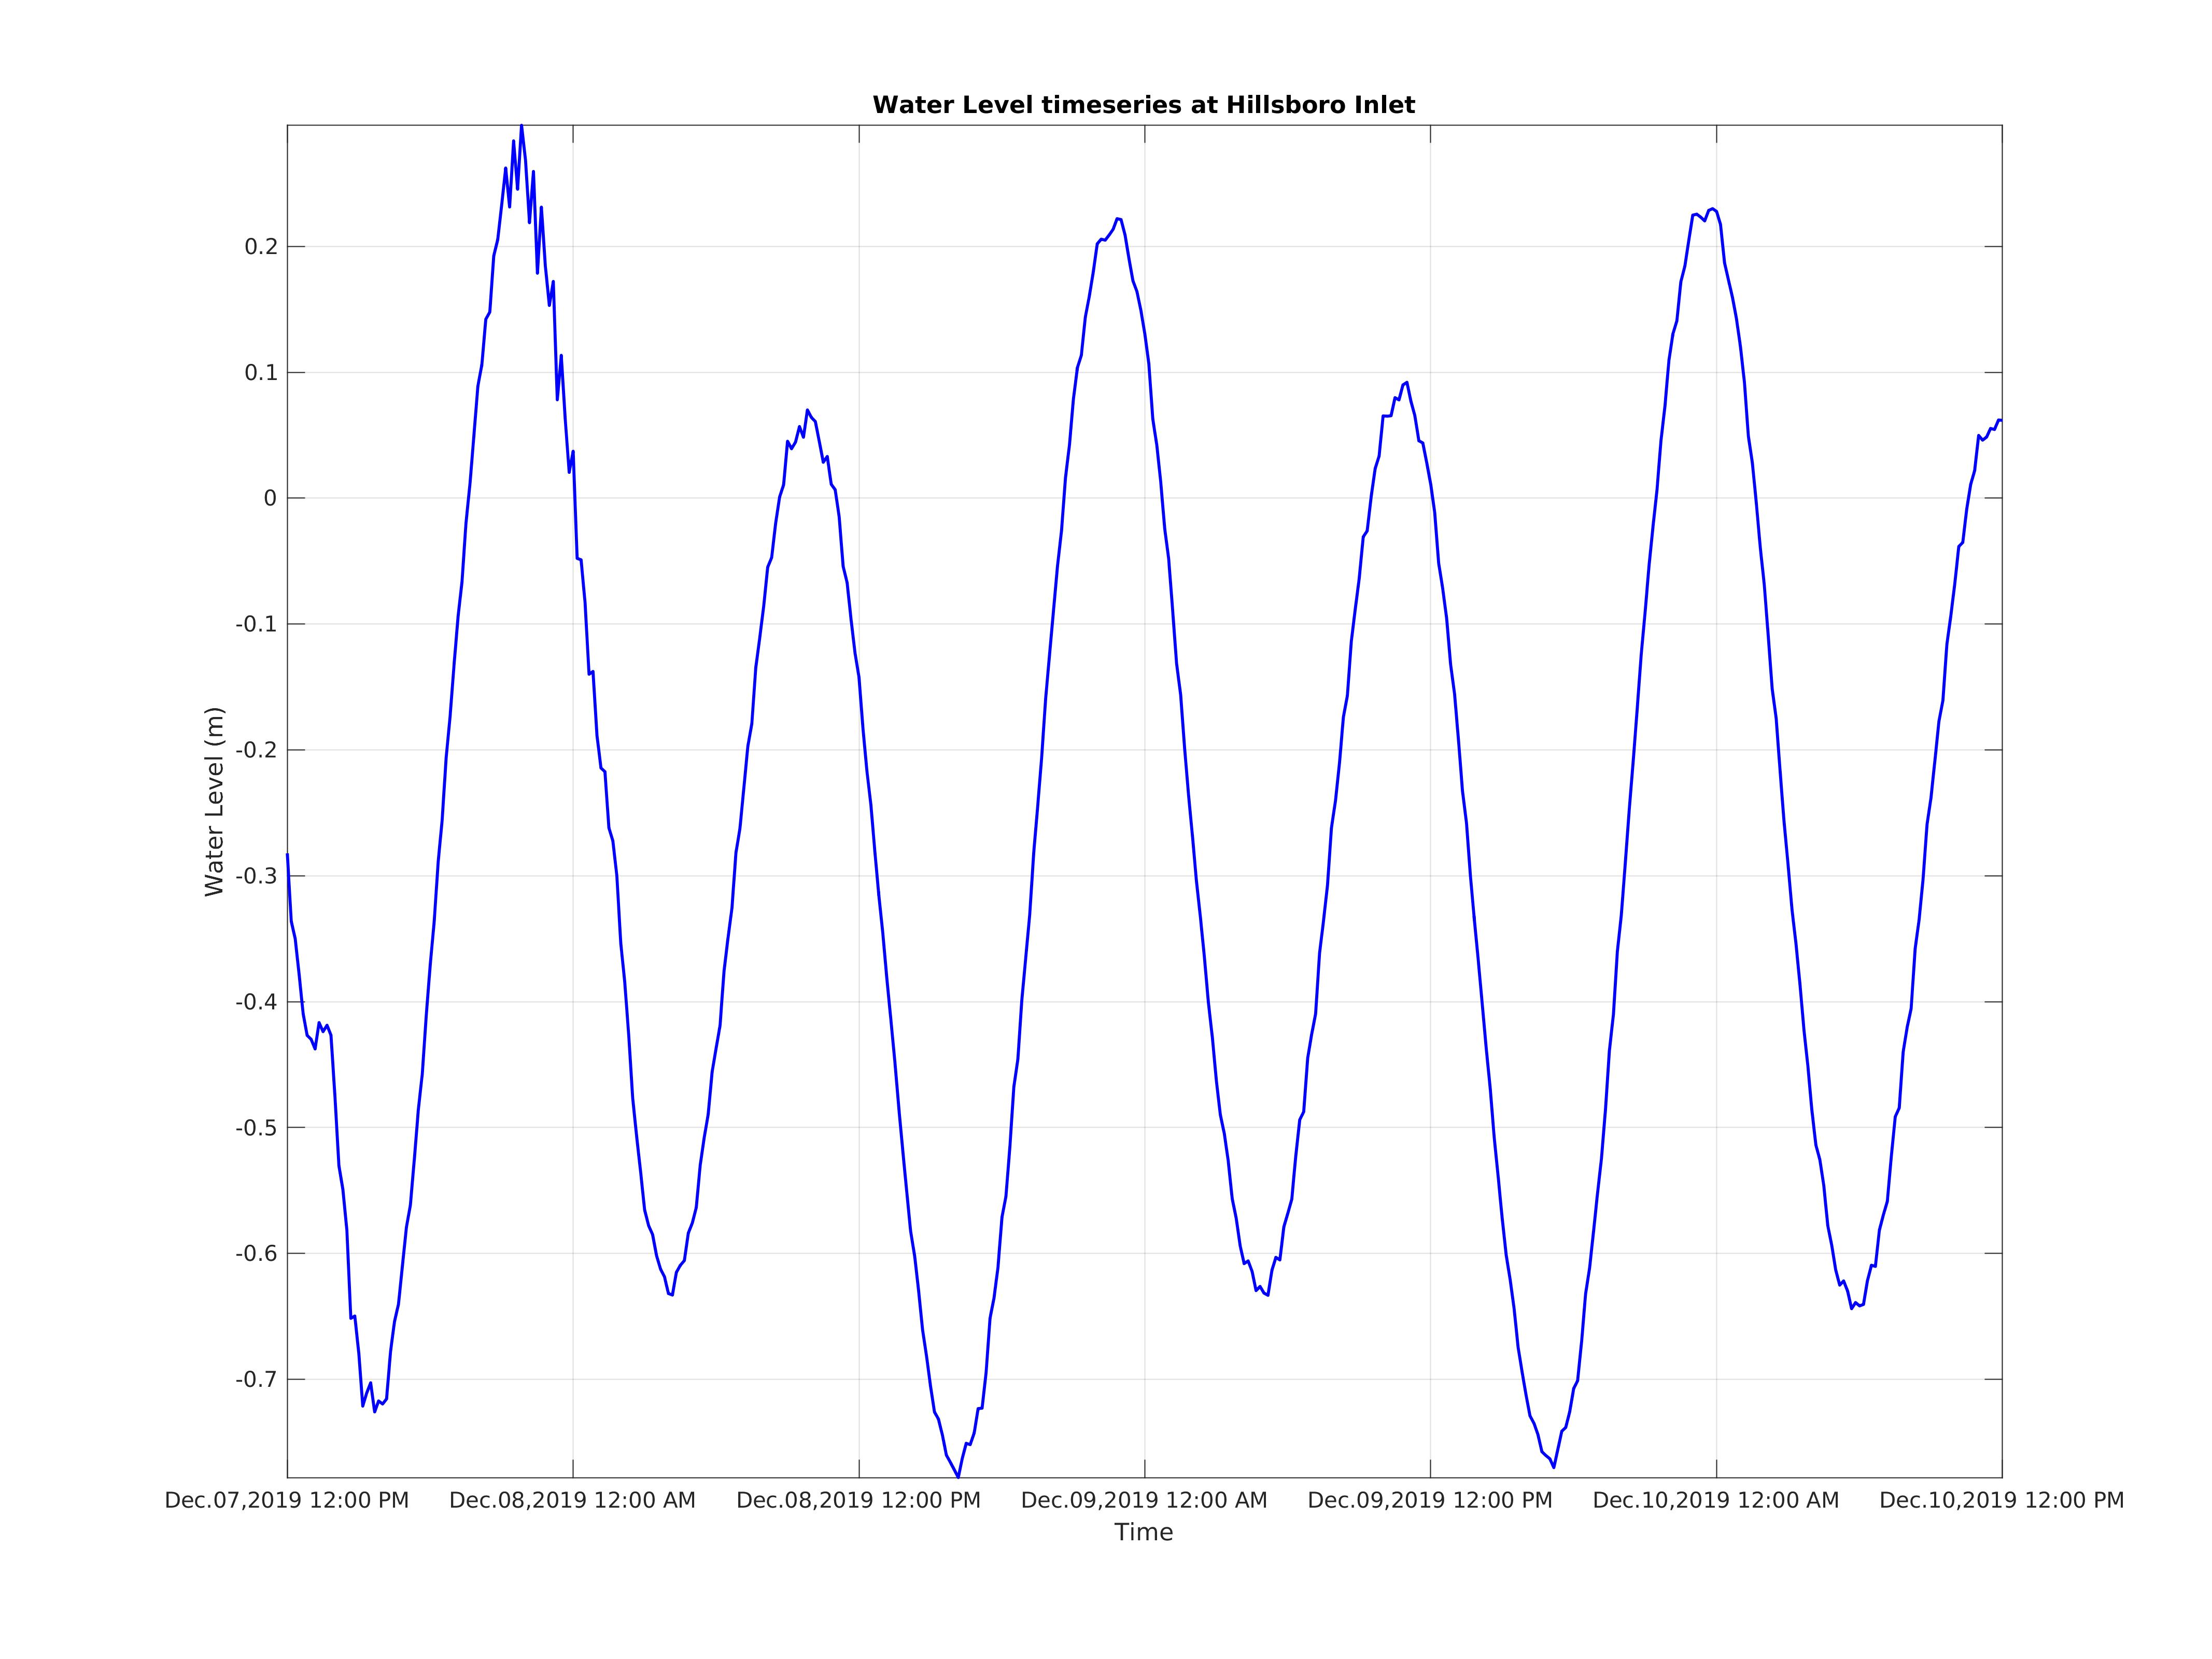 Water Level timeseries at Hillsboro Inlet
0.2
0.1
0
-0.1
-0.2
-0.3
-0.4
-0.5
-0.6
-0.7
Water Level (m)
Dec.07,2019 12:00 PM Dec.08,2019 12:00 AM Dec.08,2019 12:00 PM Dec.09,2019 12:00 AM Dec.09,2019 12:00 PM Dec.10,2019 12:00 AM Dec.10,2019 12:00 PM
Time